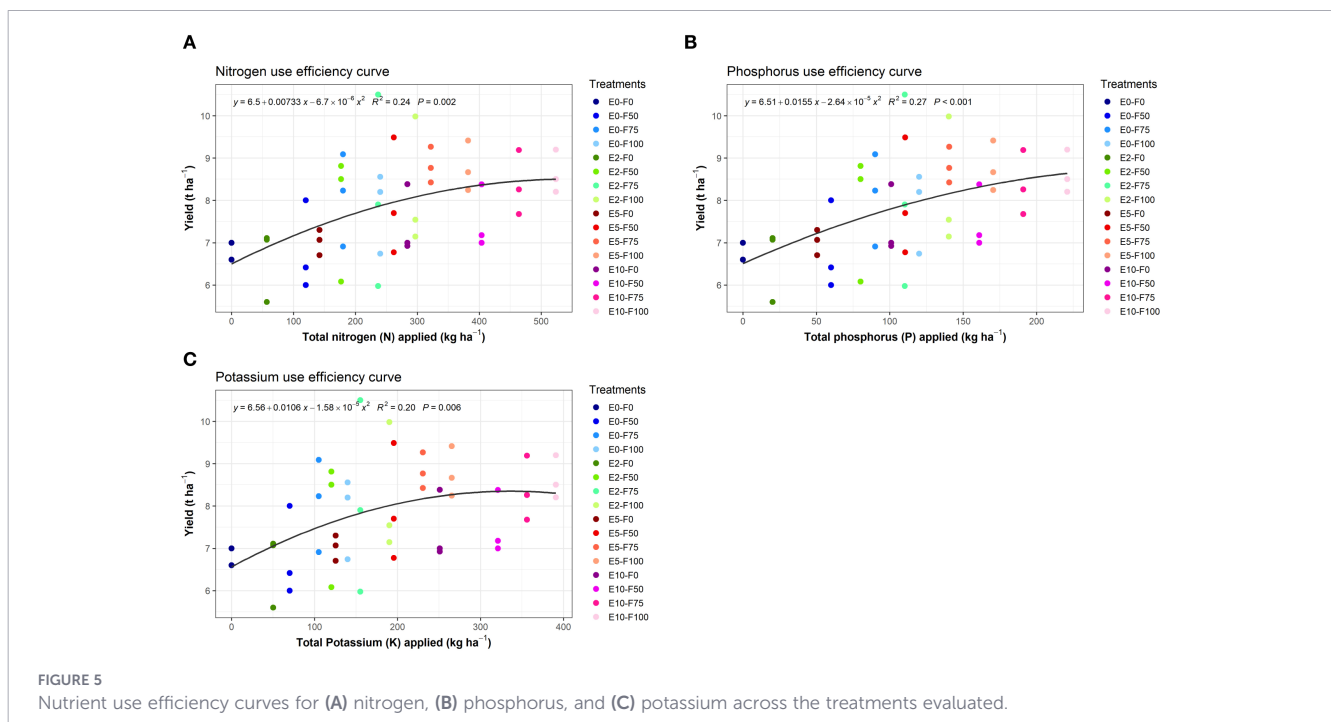 A
Nitrogen use efficiency curve
y = 6.5 + 0.00733 x − 6.7 × 10⁻⁶ x² R² = 0.24 P = 0.002
Yield (t ha⁻¹)
10
9
8
7
6
0 100 200 300 400 500
Total nitrogen (N) applied (kg ha⁻¹)
Treatments
E0-F0
E0-F50
E0-F75
E0-F100
E2-F0
E2-F50
E2-F75
E2-F100
E5-F0
E5-F50
E5-F75
E5-F100
E10-F0
E10-F50
E10-F75
E10-F100
B
Phosphorus use efficiency curve
y = 6.51 + 0.0155 x − 2.64 × 10⁻⁵ x² R² = 0.27 P < 0.001
Yield (t ha⁻¹)
10
9
8
7
6
0 50 100 150 200
Total phosphorus (P) applied (kg ha⁻¹)
Treatments
E0-F0
E0-F50
E0-F75
E0-F100
E2-F0
E2-F50
E2-F75
E2-F100
E5-F0
E5-F50
E5-F75
E5-F100
E10-F0
E10-F50
E10-F75
E10-F100
C
Potassium use efficiency curve
y = 6.56 + 0.0106 x − 1.58 × 10⁻⁵ x² R² = 0.20 P = 0.006
Yield (t ha⁻¹)
10
9
8
7
6
0 100 200 300 400
Total Potassium (K) applied (kg ha⁻¹)
Treatments
E0-F0
E0-F50
E0-F75
E0-F100
E2-F0
E2-F50
E2-F75
E2-F100
E5-F0
E5-F50
E5-F75
E5-F100
E10-F0
E10-F50
E10-F75
E10-F100
FIGURE 5
Nutrient use efficiency curves for (A) nitrogen, (B) phosphorus, and (C) potassium across the treatments evaluated.